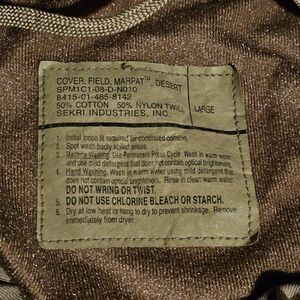 COVER, FIELD, MARPAT™, DESERT
SPM1C1-08-D-N010
8415-01-485-8142
50% COTTON 50% NYLON TWILL
LARGE
SEKRI INDUSTRIES, INC.
1. Initial loose fit required for continued comfort.
2. Spot wash badly soiled areas.
3. Machine Washing. Use Permanent Press Cycle. Wash in warm water
and use mild detergent that does not contain optical brighteners.
4. Hand Washing. Wash in warm water using mild detergent that
does not contain optical brighteners. Rinse in clean warm water.
DO NOT WRING OR TWIST.
5. DO NOT USE CHLORINE BLEACH OR STARCH.
6. Dry at low heat or hang to dry to prevent shrinkage. Remove
immediately from dryer.